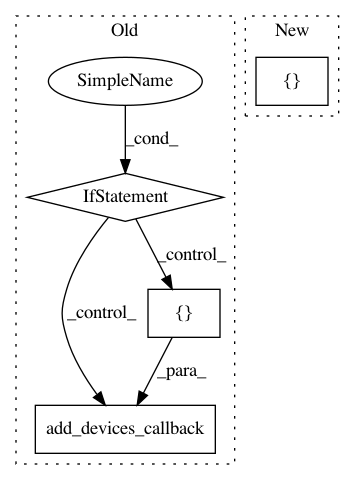 Old
New
SimpleName
{}
_cond_
IfStatement
_control_
_control_
{}
_para_
add_devices_callback